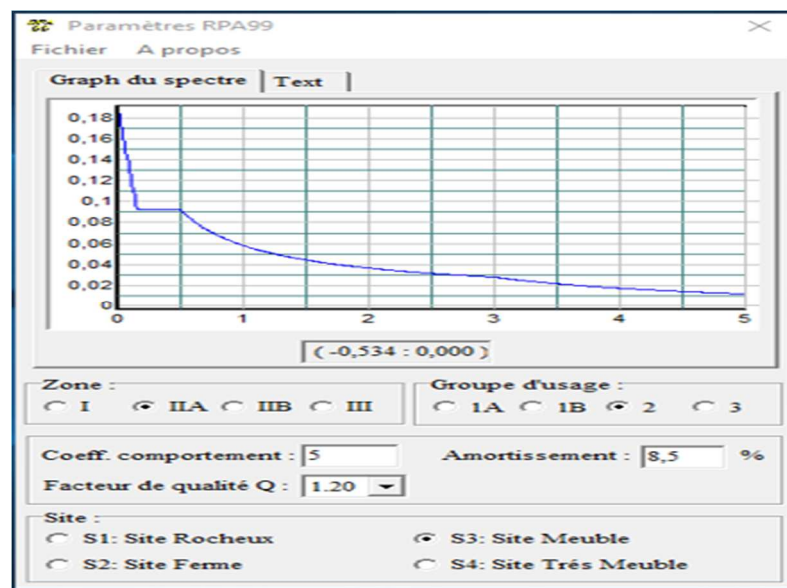 Paramètres RPA99
Fichier A propos
Graph du spectre Text
0,18
0,16
0,14
0,12
0,1
0,08
0,06
0,04
0,02
0
0 1 2 3 4 5
( -0,534 : 0,000 )
Zone : Groupe d'usage :
I IIA IIB III 1A 1B 2 3
Coeff. comportement : 5 Amortissement : 8,5 %
Facteur de qualité Q : 1.20
Site :
S1: Site Rocheux S3: Site Meuble
S2: Site Ferme S4: Site Trés Meuble